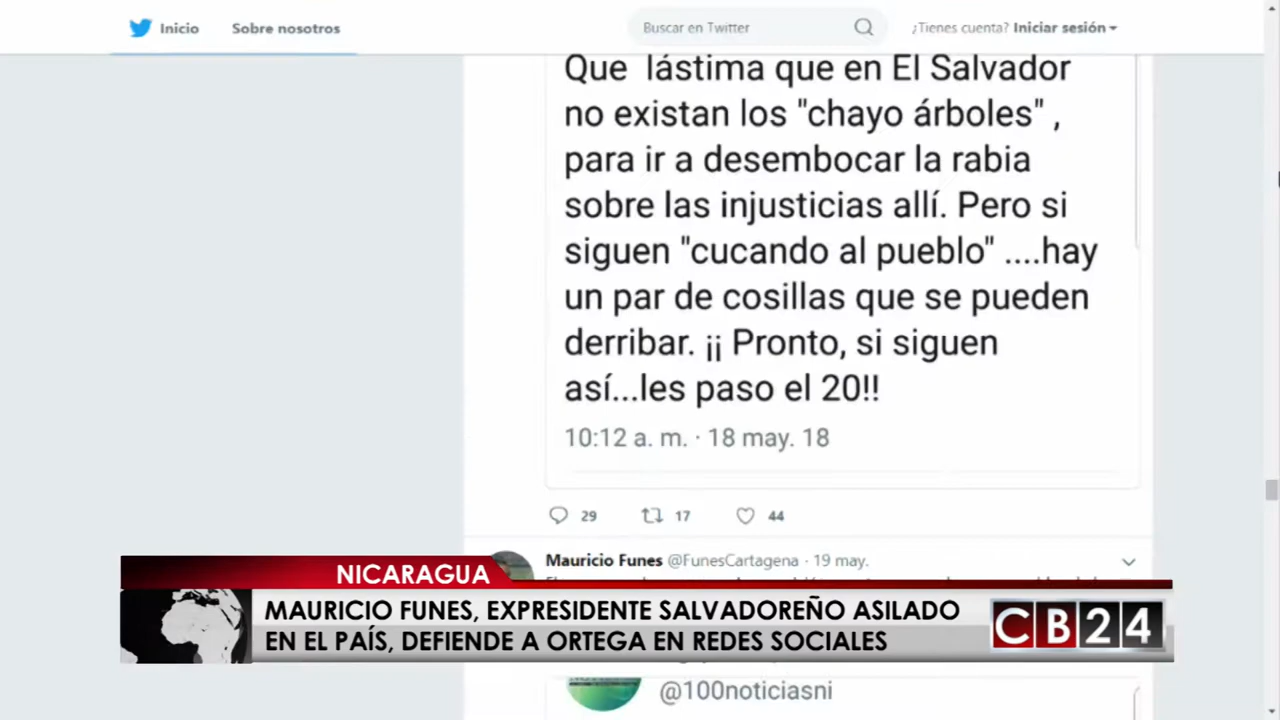 Inicio Sobre nosotros Buscar en Twitter ¿Tienes cuenta? Iniciar sesión
Que lástima que en El Salvador
no existan los "chayo árboles" ,
para ir a desembocar la rabia
sobre las injusticias allí. Pero si
siguen "cucando al pueblo" ....hay
un par de cosillas que se pueden
derribar. ¡¡ Pronto, si siguen
así...les paso el 20!!
10:12 a. m. · 18 may. 18
29 17 44
Mauricio Funes @FunesCartagena · 19 may.
NICARAGUA
MAURICIO FUNES, EXPRESIDENTE SALVADOREÑO ASILADO
EN EL PAÍS, DEFIENDE A ORTEGA EN REDES SOCIALES
CB24
@100noticiasni